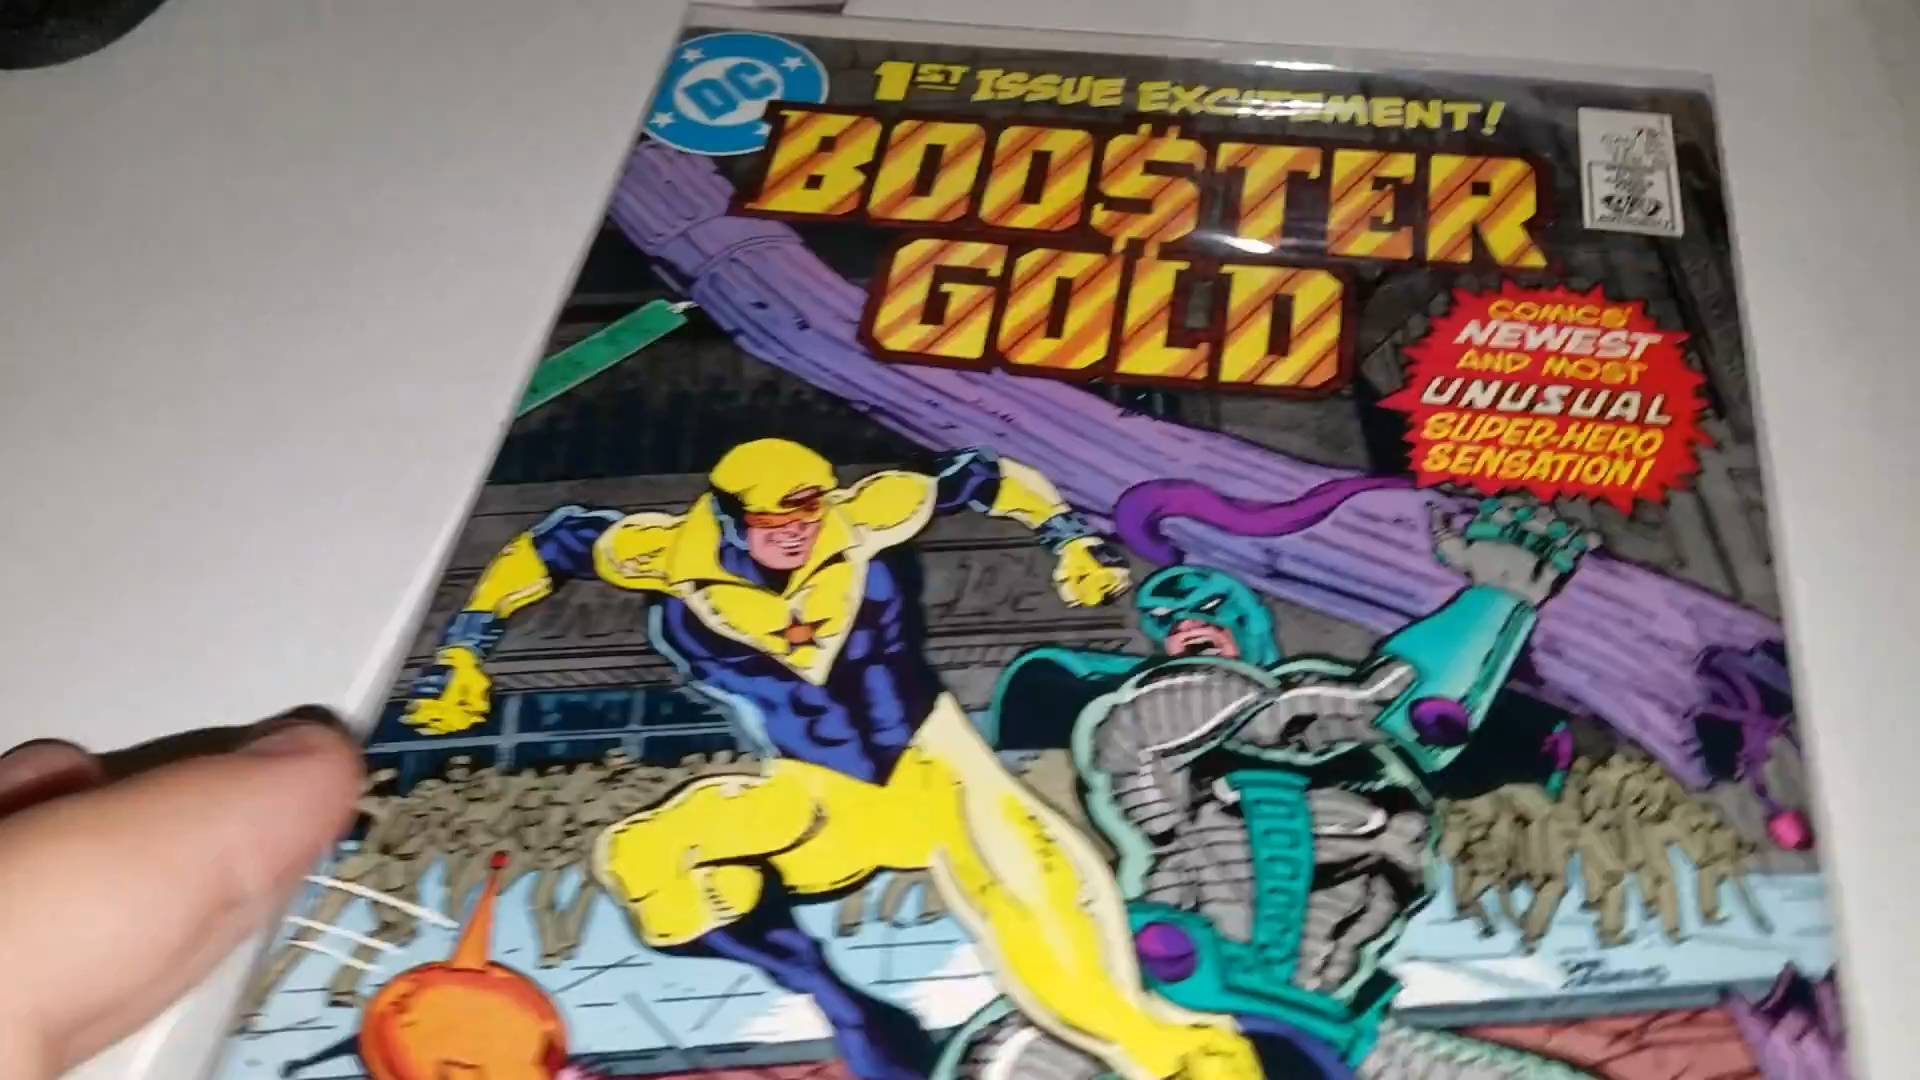 DC
1ST ISSUE EXCITEMENT!
BOO$TER
GOLD
COMICS'
NEWEST
AND MOST
UNUSUAL
SUPER-HERO
SENSATION!